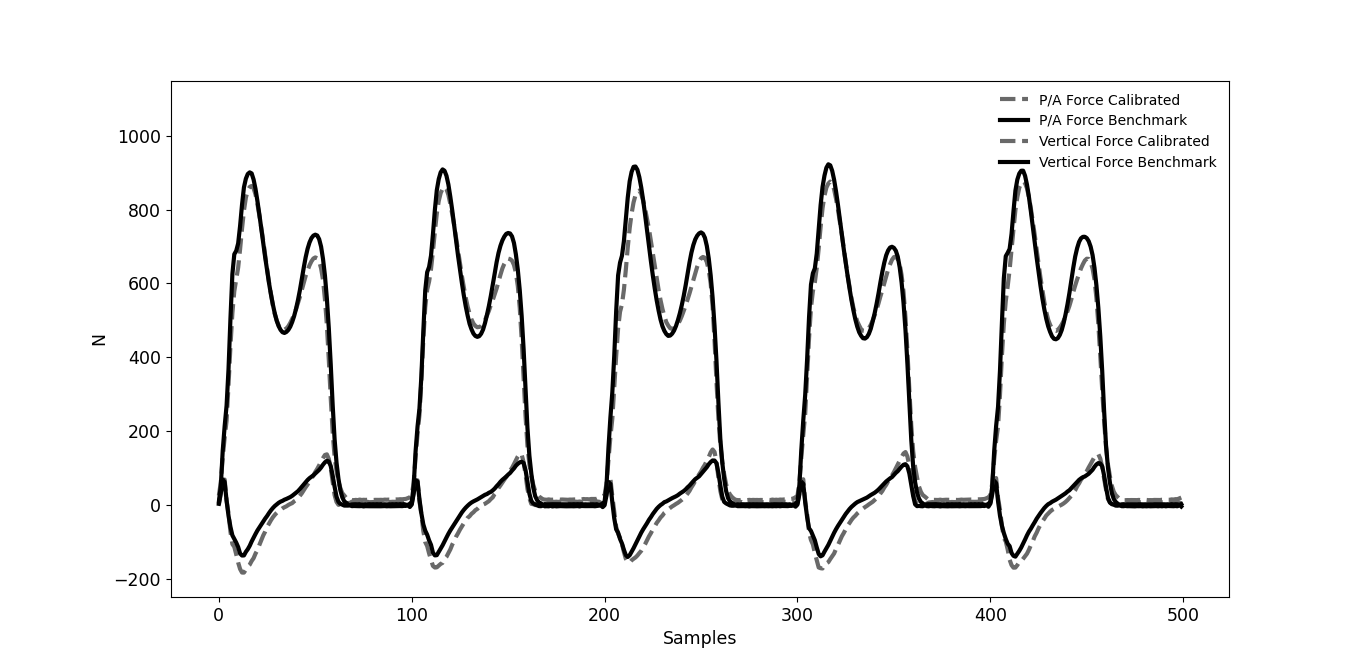 P/A Force Calibrated
P/A Force Benchmark
Vertical Force Calibrated
Vertical Force Benchmark
1000
800
600
400
200
0
−200
N
0 100 200 300 400 500
Samples